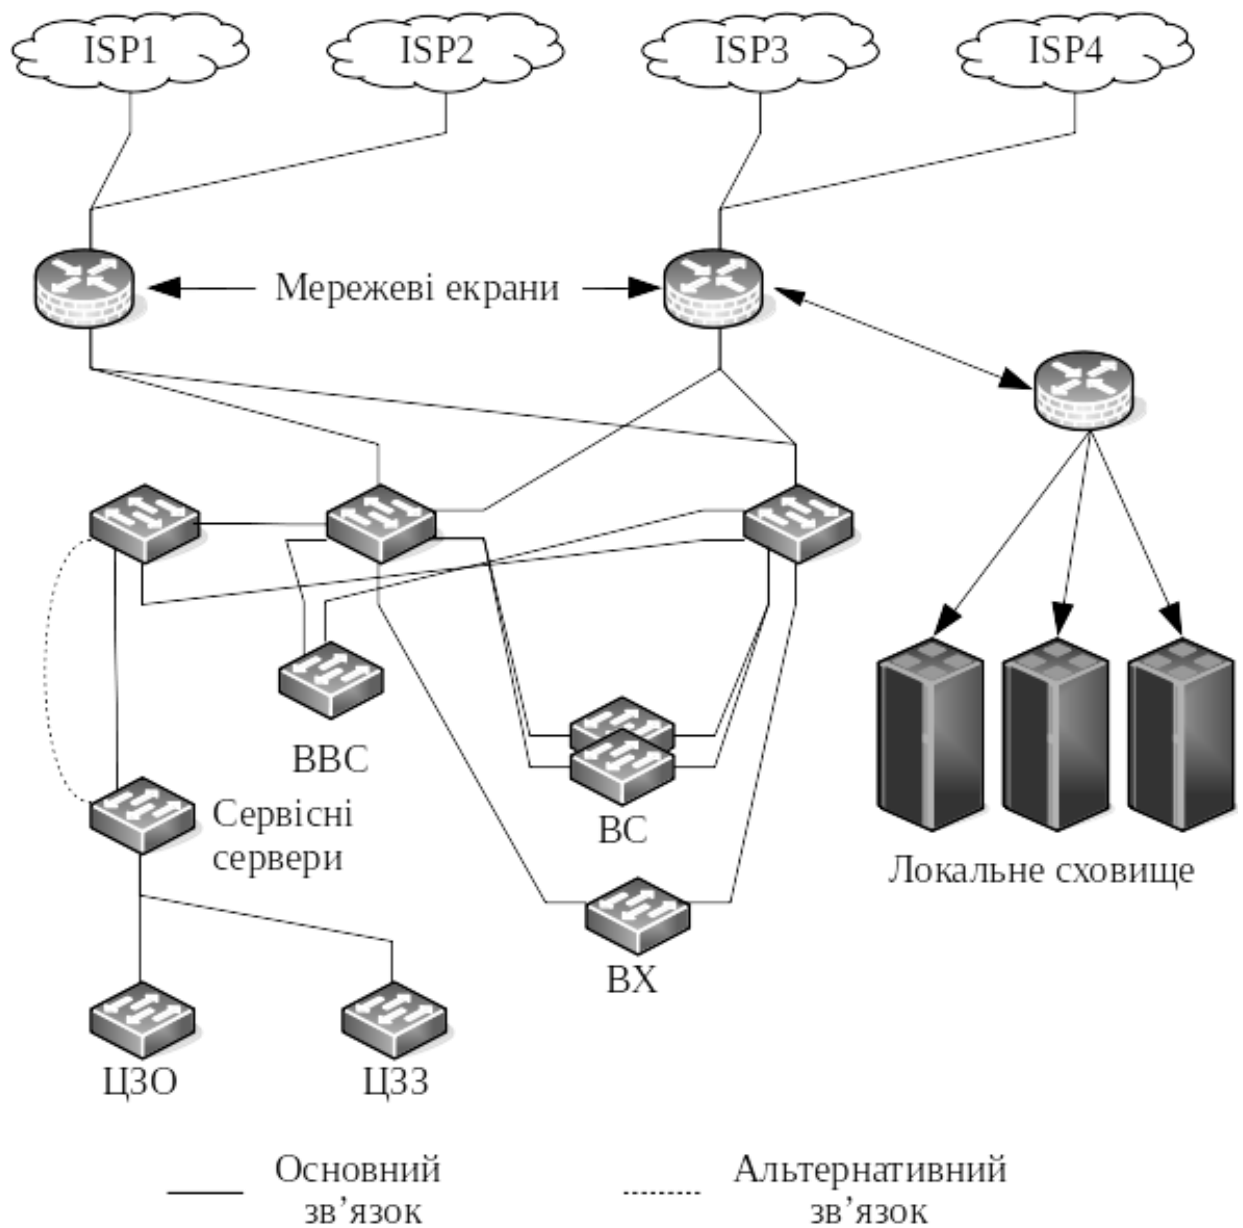 ISP1
ISP2
ISP3
ISP4
Мережеві екрани
ВВС
Сервісні
сервери
ВС
Локальне сховище
ВХ
ЦЗО
ЦЗЗ
Основний
зв’язок
Альтернативний
зв’язок